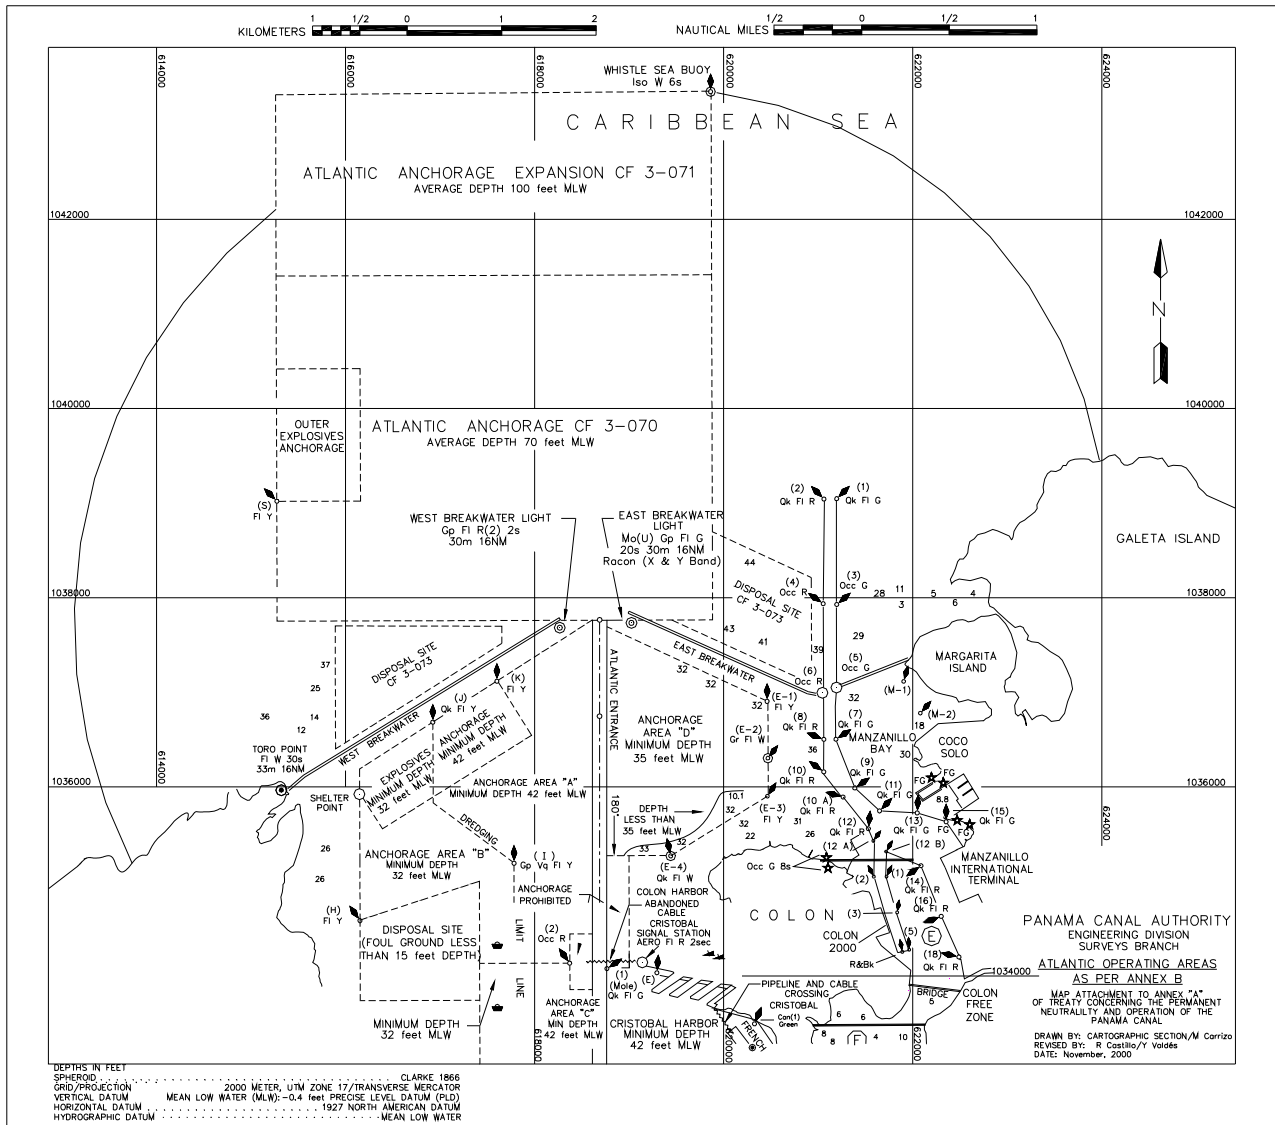 KILOMETERS
1 1/2 0 1 2
NAUTICAL MILES
1/2 0 1/2 1
614000
616000
618000
620000
622000
624000
WHISTLE SEA BUOY
Iso W 6s
CARIBBEAN SEA
ATLANTIC ANCHORAGE EXPANSION CF 3-071
AVERAGE DEPTH 100 feet MLW
1042000
1042000
N
1040000
1040000
OUTER
EXPLOSIVES
ANCHORAGE
ATLANTIC ANCHORAGE CF 3-070
AVERAGE DEPTH 70 feet MLW
(S)
Fl Y
WEST BREAKWATER LIGHT
Gp Fl R(2) 2s
30m 16NM
EAST BREAKWATER
LIGHT
Mo(U) Gp Fl G
20s 30m 16NM
Racon (X & Y Band)
(2)
Qk Fl R
(1)
Qk Fl G
GALETA ISLAND
44
DISPOSAL SITE
CF 3-073
(4)
Occ R
(3)
Occ G
28
11
3
5
6
4
1038000
1038000
43
41
39
29
EAST BREAKWATER
(6)
Occ R
(5)
Occ G
MARGARITA
ISLAND
(M-1)
32
(M-2)
18
37
25
36
14
12
DISPOSAL SITE
CF 3-073
WEST BREAKWATER
(K)
Fl Y
(J)
Qk Fl Y
ATLANTIC ENTRANCE
32
32
32
(E-1)
Fl Y
(E-2)
Gr Fl W
ANCHORAGE
AREA "D"
MINIMUM DEPTH
35 feet MLW
(8)
Qk Fl R
(7)
Qk Fl G
MANZANILLO
BAY
30
COCO
SOLO
36
TORO POINT
Fl W 30s
33m 16NM
EXPLOSIVES ANCHORAGE
MINIMUM DEPTH MINIMUM DEPTH
32 feet MLW 42 feet MLW
614000
1036000
1036000
SHELTER
POINT
ANCHORAGE AREA "A"
MINIMUM DEPTH 42 feet MLW
(10)
Qk Fl R
(9)
Qk Fl G
FG FG
FG
8.8
624000
180°
DEPTH
LESS THAN
35 feet MLW
10.1
32
32
22
31
26
(E-3)
Fl Y
(10 A)
Qk Fl R
(11)
Qk Fl G
(12)
Qk Fl R
(13)
Qk Fl G
FG
FG
(15)
Qk Fl G
DREDGING
33
32
(E-4)
Qk Fl W
(12 A)
(12 B)
Occ G 8s
MANZANILLO
INTERNATIONAL
TERMINAL
26
26
ANCHORAGE AREA "B"
MINIMUM DEPTH
32 feet MLW
(I)
Gp Vq Fl Y
ANCHORAGE
PROHIBITED
COLON HARBOR
ABANDONED
CABLE
CRISTOBAL
SIGNAL STATION
AERO Fl R 2sec
(2)
(1)
(14)
Qk Fl R
(16)
Qk Fl R
(3)
COLON
COLON
2000
(5)
(E)
R&Bk
(18)
Qk Fl R
(H)
Fl Y
DISPOSAL SITE
(FOUL GROUND LESS
THAN 15 feet DEPTH)
LIMIT
LINE
(2)
Occ R
(1)
(Mole)
Qk Fl G
(E)
PANAMA CANAL AUTHORITY
ENGINEERING DIVISION
SURVEYS BRANCH
ATLANTIC OPERATING AREAS
AS PER ANNEX B
1034000
MAP ATTACHMENT TO ANNEX "A"
OF TREATY CONCERNING THE PERMANENT
NEUTRAILTY AND OPERATION OF THE
PANAMA CANAL
DRAWN BY: CARTOGRAPHIC SECTION/M Carrizo
REVISED BY: R Castillo/Y Valdés
DATE: November, 2000
PIPELINE AND CABLE
CROSSING
CRISTOBAL
BRIDGE
5
COLON
FREE
ZONE
MINIMUM DEPTH
32 feet MLW
618000
ANCHORAGE
AREA "C"
MIN DEPTH
42 feet MLW
CRISTOBAL HARBOR
MINIMUM DEPTH
42 feet MLW
620000
FRENCH
Can(1)
Green
6
6
6
8
8
(F)
4
10
622000
DEPTHS IN FEET
SPHEROID CLARKE 1866
GRID/PROJECTION 2000 METER, UTM ZONE 17/TRANSVERSE MERCATOR
VERTICAL DATUM MEAN LOW WATER (MLW):-0.4 feet PRECISE LEVEL DATUM (PLD)
HORIZONTAL DATUM 1927 NORTH AMERICAN DATUM
HYDROGRAPHIC DATUM MEAN LOW WATER